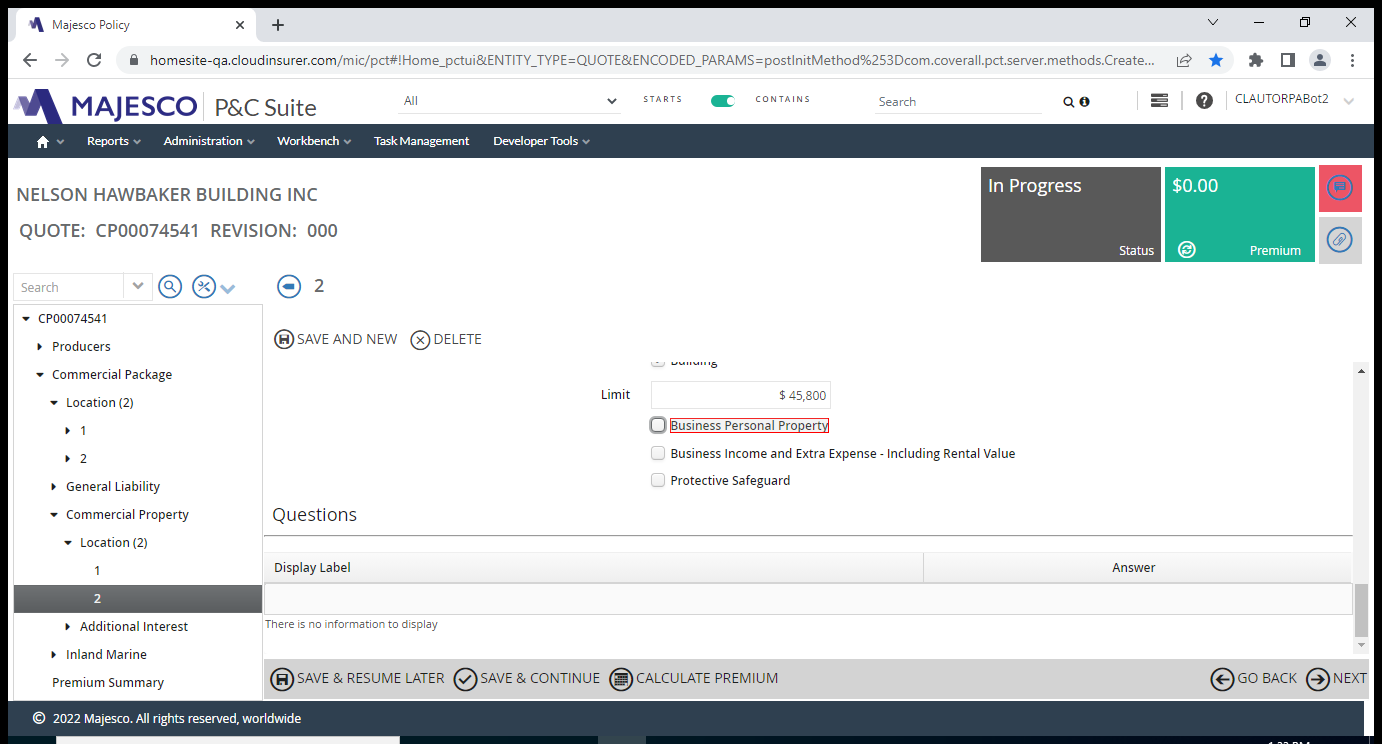 Majesco Policy
homesite-qa.cloudinsurer.com/mic/pct#!Home_pctui&ENTITY_TYPE=QUOTE&ENCODED_PARAMS=postInitMethod%253Dcom.coverall.pct.server.methods.Create...
MAJESCO P&C Suite
All
STARTS
CONTAINS
Search
CLAUTORPABot2
Reports
Administration
Workbench
Task Management
Developer Tools
NELSON HAWBAKER BUILDING INC
QUOTE: CP00074541 REVISION: 000
In Progress
Status
$0.00
Premium
Search
2
CP00074541
Producers
Commercial Package
Location (2)
1
2
General Liability
Commercial Property
Location (2)
1
2
Additional Interest
Inland Marine
Premium Summary
SAVE AND NEW
DELETE
Building
Limit
$ 45,800
Business Personal Property
Business Income and Extra Expense - Including Rental Value
Protective Safeguard
Questions
Display Label
Answer
There is no information to display
SAVE & RESUME LATER
SAVE & CONTINUE
CALCULATE PREMIUM
GO BACK
NEXT
© 2022 Majesco. All rights reserved, worldwide